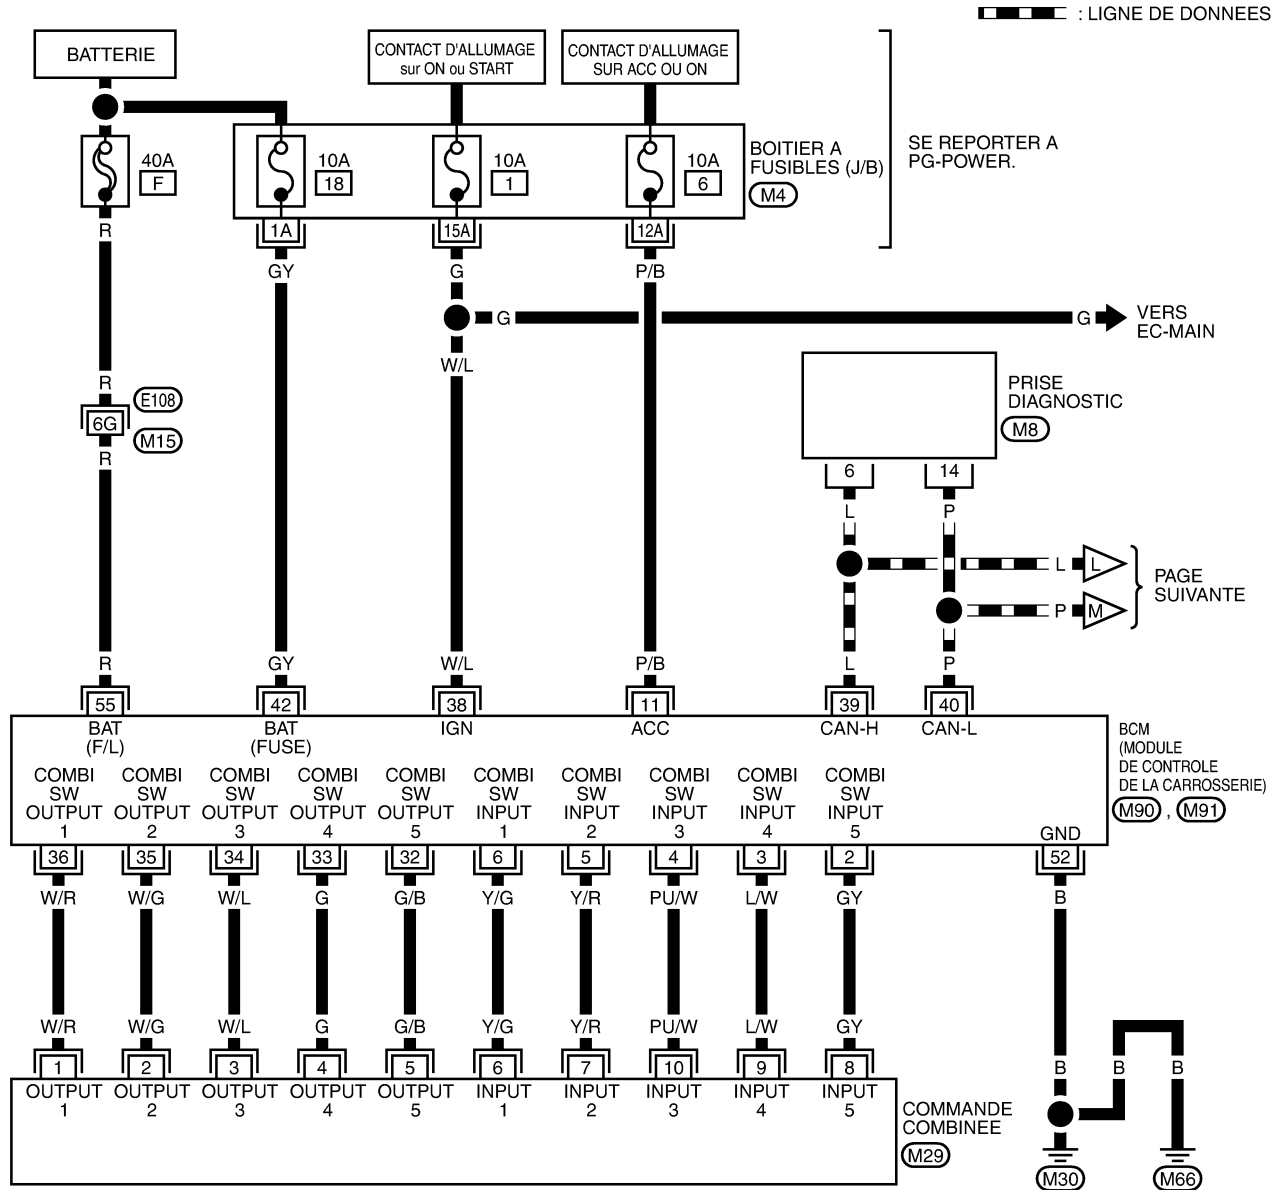 : LIGNE DE DONNEES
BATTERIE
CONTACT D'ALLUMAGE
sur ON ou START
CONTACT D'ALLUMAGE
SUR ACC OU ON
40A
F
10A
18
10A
1
10A
6
BOITIER A
FUSIBLES (J/B)
M4
SE REPORTER A
PG-POWER.
1A
15A
12A
R
GY
G
P/B
G
G
VERS
EC-MAIN
W/L
R
E108
6G
M15
R
PRISE
DIAGNOSTIC
M8
6
14
L
P
L
L
P
M
PAGE
SUIVANTE
R
GY
W/L
P/B
L
P
55
42
38
11
39
40
BAT
(F/L)
BAT
(FUSE)
IGN
ACC
CAN-H
CAN-L
BCM
(MODULE
DE CONTROLE
DE LA CARROSSERIE)
M90 , M91
COMBI
SW
OUTPUT
1
COMBI
SW
OUTPUT
2
COMBI
SW
OUTPUT
3
COMBI
SW
OUTPUT
4
COMBI
SW
OUTPUT
5
COMBI
SW
INPUT
1
COMBI
SW
INPUT
2
COMBI
SW
INPUT
3
COMBI
SW
INPUT
4
COMBI
SW
INPUT
5
GND
36
35
34
33
32
6
5
4
3
2
52
W/R
W/G
W/L
G
G/B
Y/G
Y/R
PU/W
L/W
GY
B
W/R
W/G
W/L
G
G/B
Y/G
Y/R
PU/W
L/W
GY
B
B
B
1
2
3
4
5
6
7
10
9
8
OUTPUT
1
OUTPUT
2
OUTPUT
3
OUTPUT
4
OUTPUT
5
INPUT
1
INPUT
2
INPUT
3
INPUT
4
INPUT
5
COMMANDE
COMBINEE
M29
M30
M66